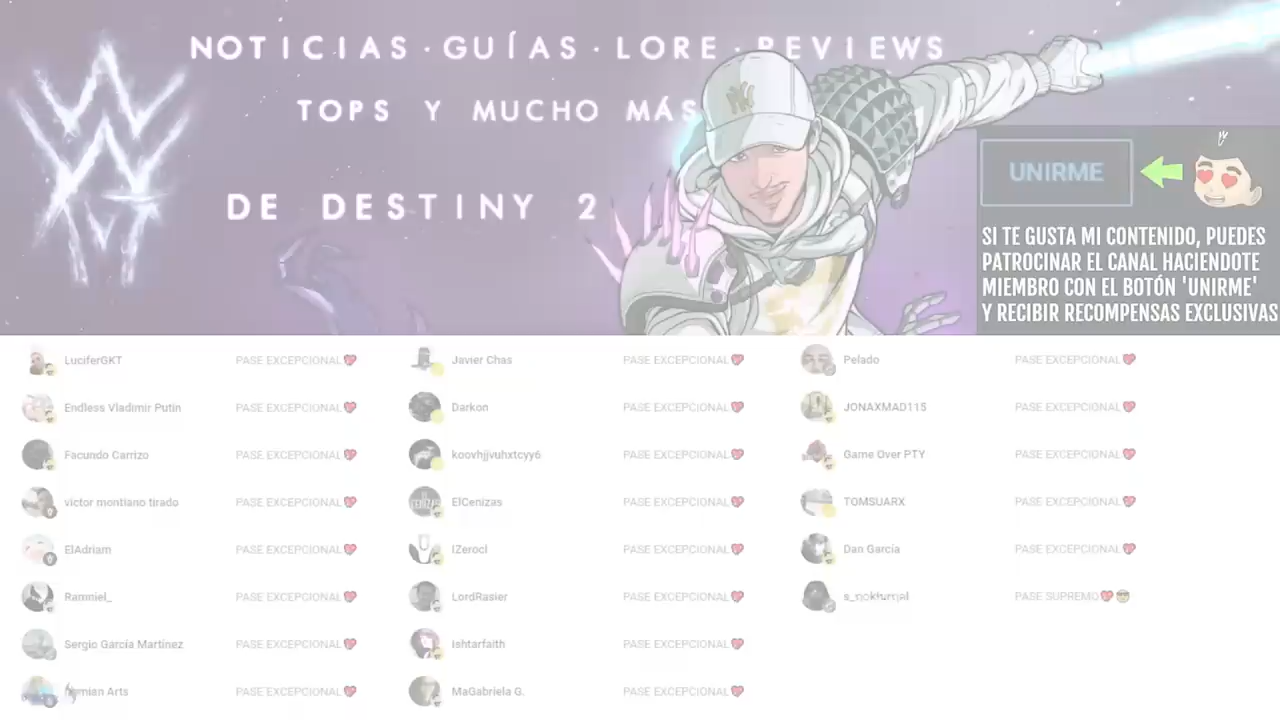 NOTICIAS · GUÍAS · LORE · REVIEWS
TOPS Y MUCHO MÁS
DE DESTINY 2
UNIRME
SI TE GUSTA MI CONTENIDO, PUEDES
PATROCINAR EL CANAL HACIENDOTE
MIEMBRO CON EL BOTÓN 'UNIRME'
Y RECIBIR RECOMPENSAS EXCLUSIVAS
LuciferGKT PASE EXCEPCIONAL Javier Chas PASE EXCEPCIONAL Pelado PASE EXCEPCIONAL
Endless Vladimir Putin PASE EXCEPCIONAL Darkon PASE EXCEPCIONAL JONAXMAD115 PASE EXCEPCIONAL
Facundo Carrizo PASE EXCEPCIONAL koovhjjvuhxtcyy6 PASE EXCEPCIONAL Game Over PTY PASE EXCEPCIONAL
victor montiano tirado PASE EXCEPCIONAL ElCenizas PASE EXCEPCIONAL TOMSUARX PASE EXCEPCIONAL
ElAdriam PASE EXCEPCIONAL IZerocI PASE EXCEPCIONAL Dan García PASE EXCEPCIONAL
Ramniel_ PASE EXCEPCIONAL LordRasier PASE EXCEPCIONAL PASE SUPREMO
Sergio García Martínez PASE EXCEPCIONAL Ishtarfaith PASE EXCEPCIONAL
Arts PASE EXCEPCIONAL MaGabriela G. PASE EXCEPCIONAL